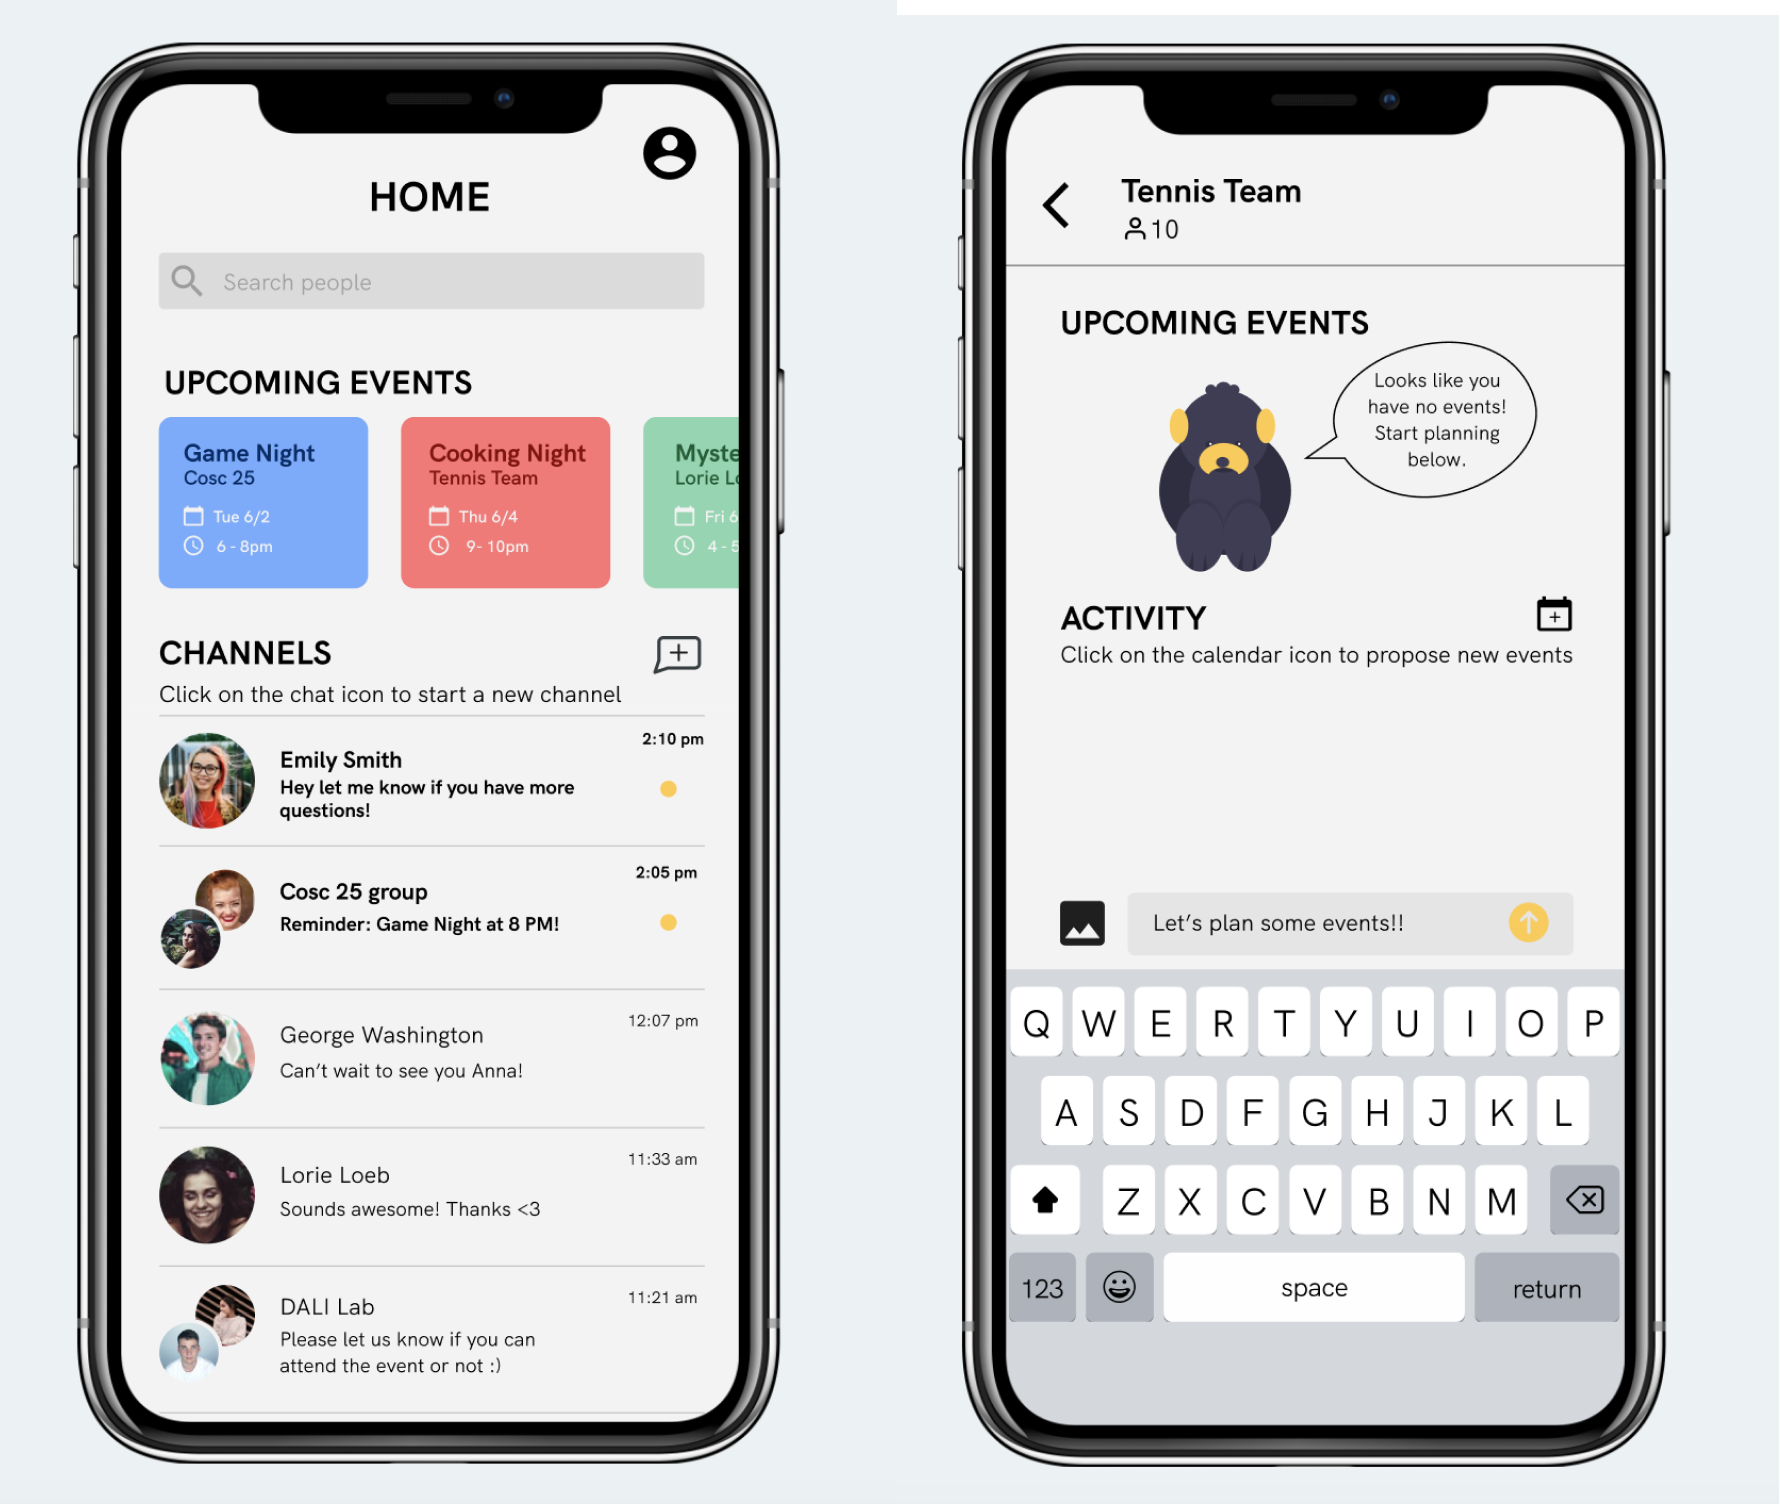 HOME
Search people
UPCOMING EVENTS
Game Night
Cosc 25
Tue 6/2
6 - 8pm
Cooking Night
Tennis Team
Thu 6/4
9- 10pm
Myste
Lorie Lo
Fri 6
4 - 5
CHANNELS
Click on the chat icon to start a new channel
Emily Smith
2:10 pm
Hey let me know if you have more
questions!
Cosc 25 group
2:05 pm
Reminder: Game Night at 8 PM!
George Washington
12:07 pm
Can't wait to see you Anna!
Lorie Loeb
11:33 am
Sounds awesome! Thanks <3
DALI Lab
11:21 am
Please let us know if you can
attend the event or not :)
Tennis Team
10
UPCOMING EVENTS
Looks like you
have no events!
Start planning
below.
ACTIVITY
Click on the calendar icon to propose new events
Let's plan some events!!
Q W E R T Y U I O P
A S D F G H J K L
Z X C V B N M
123 space return